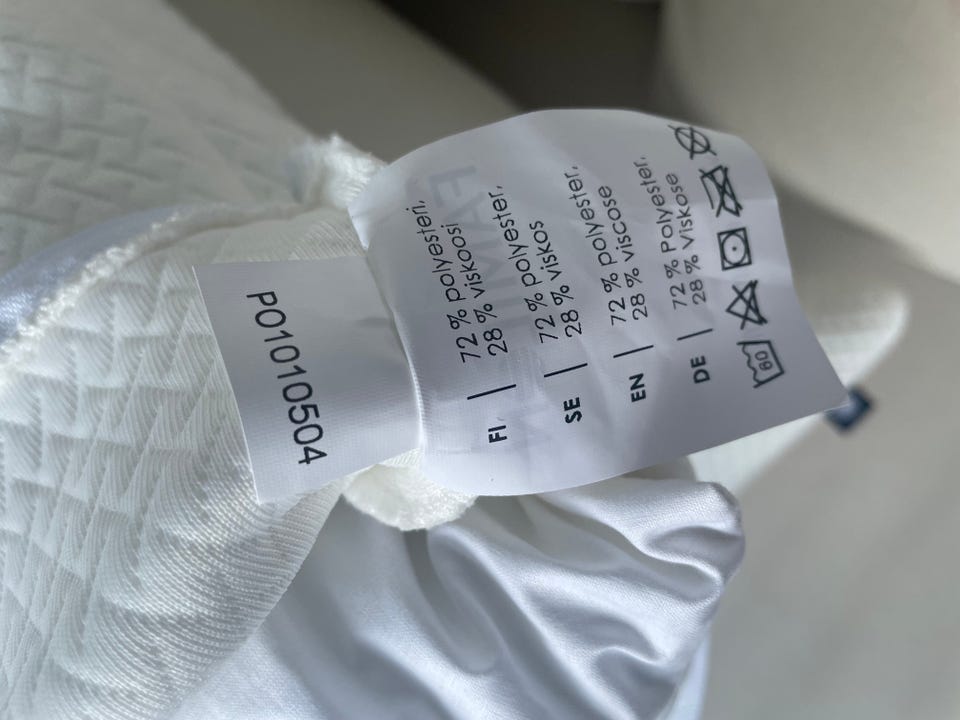 P01010504
FI | 72 % polyesteri,
28 % viskoosi
SE | 72 % polyester,
28 % viskos
EN | 72 % polyester,
28 % viscose
DE | 72 % Polyester,
28 % Viskose
60